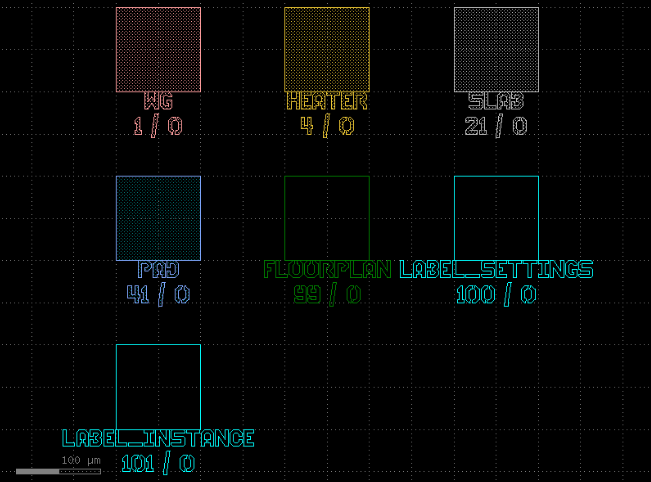 WG
HEATER
SLAB
1 / 0
4 / 0
21 / 0
PAD
FLOORPLAN
LABEL_SETTINGS
41 / 0
99 / 0
100 / 0
LABEL_INSTANCE
101 / 0
100 µm